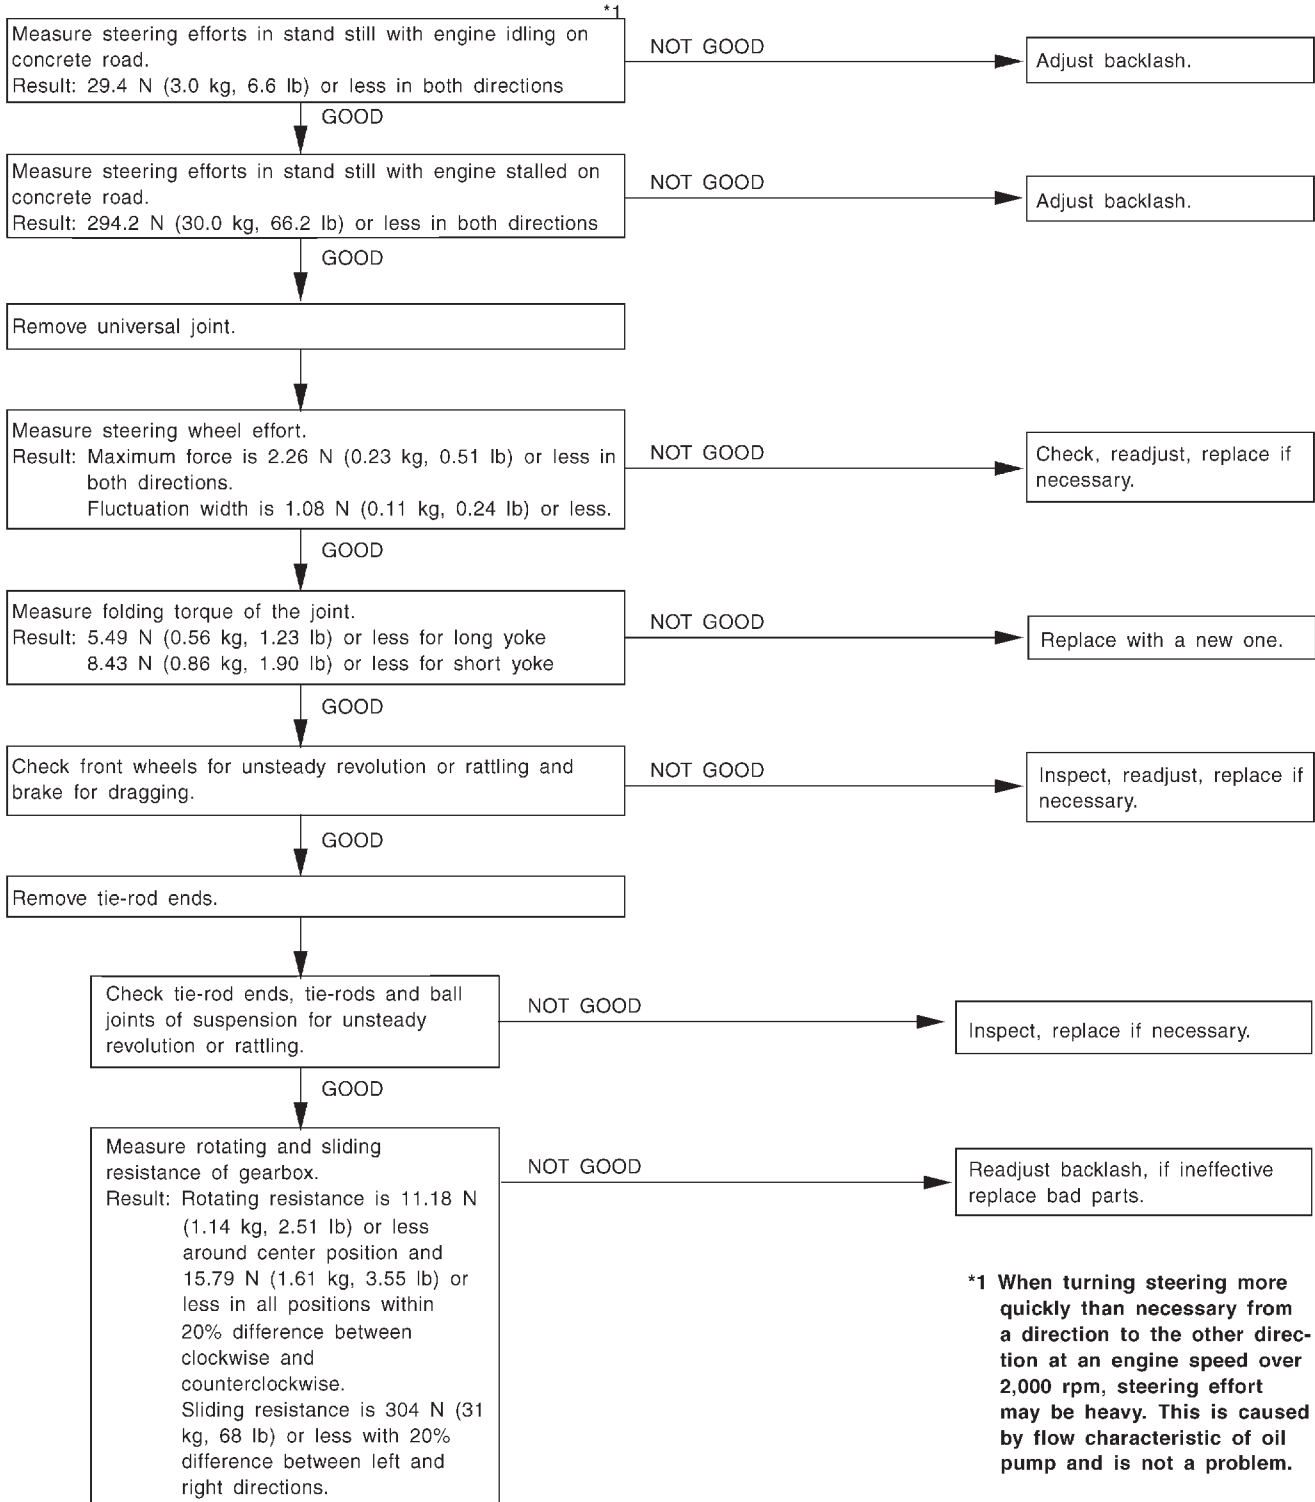 *1
Measure steering efforts in stand still with engine idling on
concrete road.
Result: 29.4 N (3.0 kg, 6.6 lb) or less in both directions
NOT GOOD
Adjust backlash.
GOOD
Measure steering efforts in stand still with engine stalled on
concrete road.
Result: 294.2 N (30.0 kg, 66.2 lb) or less in both directions
NOT GOOD
Adjust backlash.
GOOD
Remove universal joint.
Measure steering wheel effort.
Result: Maximum force is 2.26 N (0.23 kg, 0.51 lb) or less in
both directions.
Fluctuation width is 1.08 N (0.11 kg, 0.24 lb) or less.
NOT GOOD
Check, readjust, replace if
necessary.
GOOD
Measure folding torque of the joint.
Result: 5.49 N (0.56 kg, 1.23 lb) or less for long yoke
8.43 N (0.86 kg, 1.90 lb) or less for short yoke
NOT GOOD
Replace with a new one.
GOOD
Check front wheels for unsteady revolution or rattling and
brake for dragging.
NOT GOOD
Inspect, readjust, replace if
necessary.
GOOD
Remove tie-rod ends.
Check tie-rod ends, tie-rods and ball
joints of suspension for unsteady
revolution or rattling.
NOT GOOD
Inspect, replace if necessary.
GOOD
Measure rotating and sliding
resistance of gearbox.
Result: Rotating resistance is 11.18 N
(1.14 kg, 2.51 lb) or less
around center position and
15.79 N (1.61 kg, 3.55 lb) or
less in all positions within
20% difference between
clockwise and
counterclockwise.
Sliding resistance is 304 N (31
kg, 68 lb) or less with 20%
difference between left and
right directions.
NOT GOOD
Readjust backlash, if ineffective
replace bad parts.
*1 When turning steering more
quickly than necessary from
a direction to the other direc-
tion at an engine speed over
2,000 rpm, steering effort
may be heavy. This is caused
by flow characteristic of oil
pump and is not a problem.